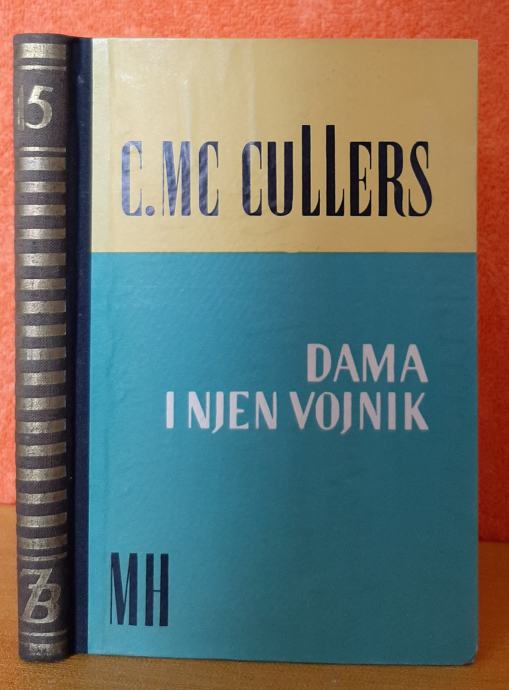 15
C. MC CULLERS
DAMA
I NJEN VOJNIK
MH
ZB